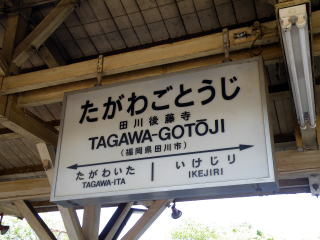 たがわごとうじ
田川後藤寺
TAGAWA-GOTŌJI
(福岡県田川市)
たがわいた いけじり
TAGAWA-ITA IKEJIRI